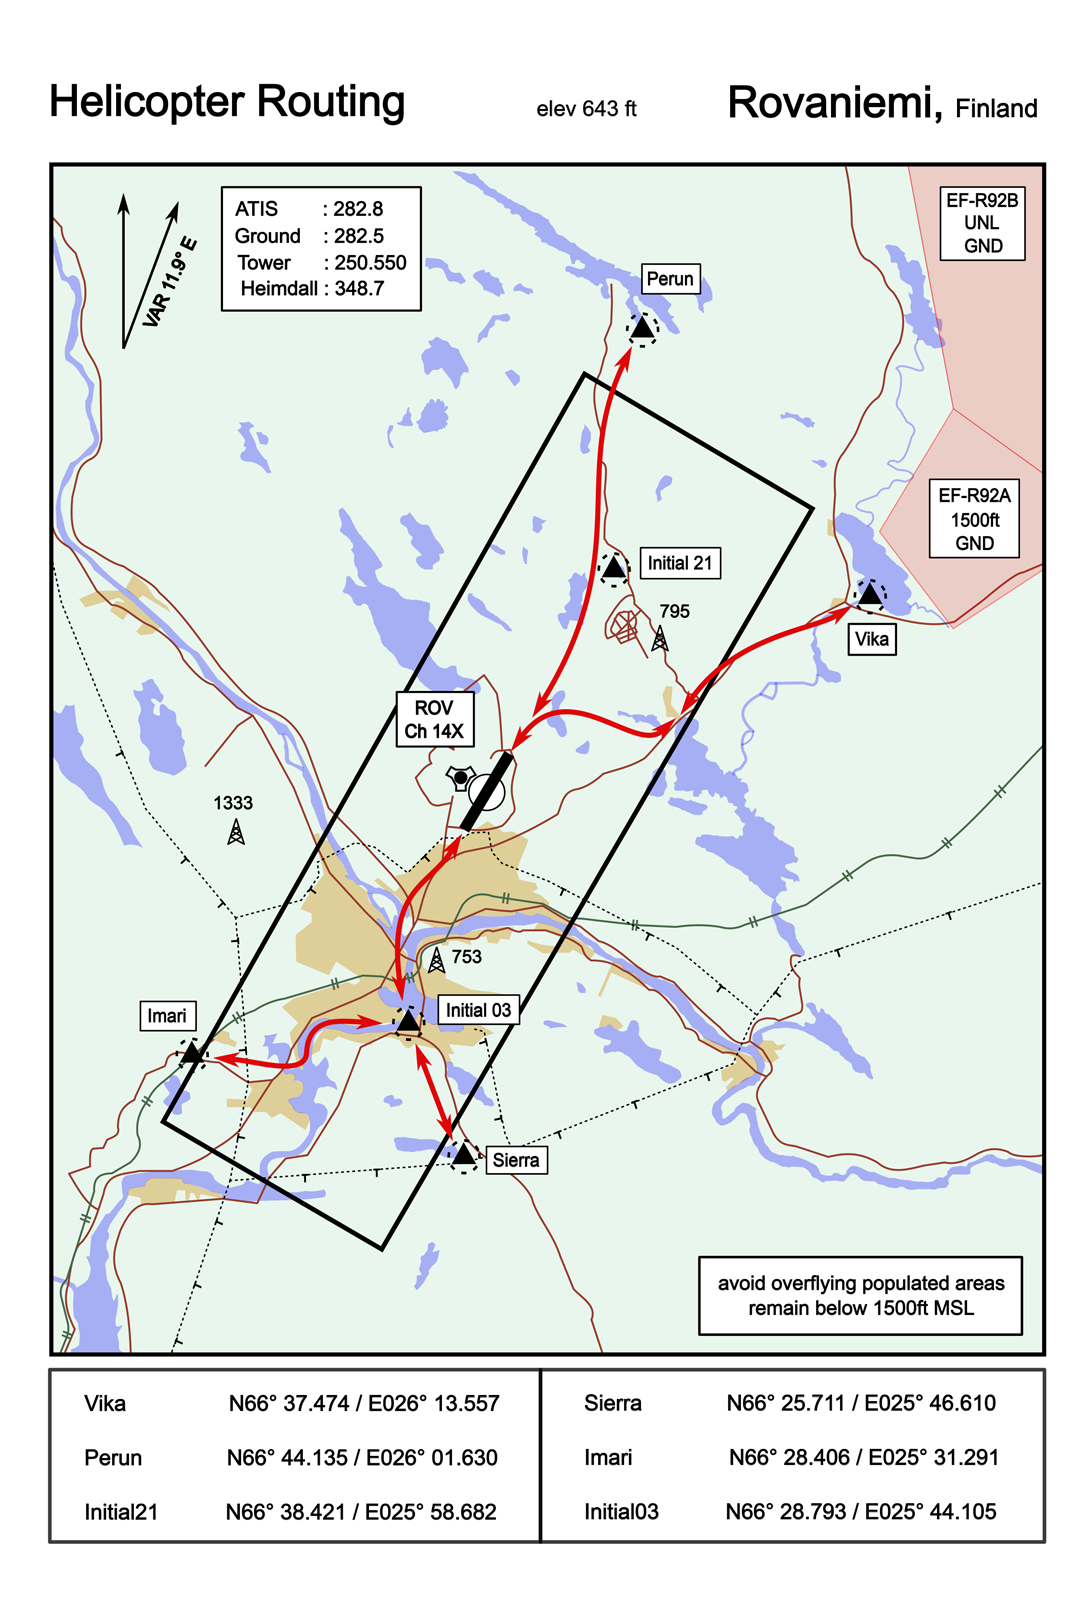 Helicopter Routing
elev 643 ft
Rovaniemi, Finland
VAR 11.9° E
ATIS : 282.8
Ground : 282.5
Tower : 250.550
Heimdall : 348.7
EF-R92B
UNL
GND
Perun
EF-R92A
1500ft
GND
Initial 21
795
Vika
ROV
Ch 14X
1333
753
Imari
Initial 03
Sierra
avoid overflying populated areas
remain below 1500ft MSL
Vika N66° 37.474 / E026° 13.557
Perun N66° 44.135 / E026° 01.630
Initial21 N66° 38.421 / E025° 58.682
Sierra N66° 25.711 / E025° 46.610
Imari N66° 28.406 / E025° 31.291
Initial03 N66° 28.793 / E025° 44.105